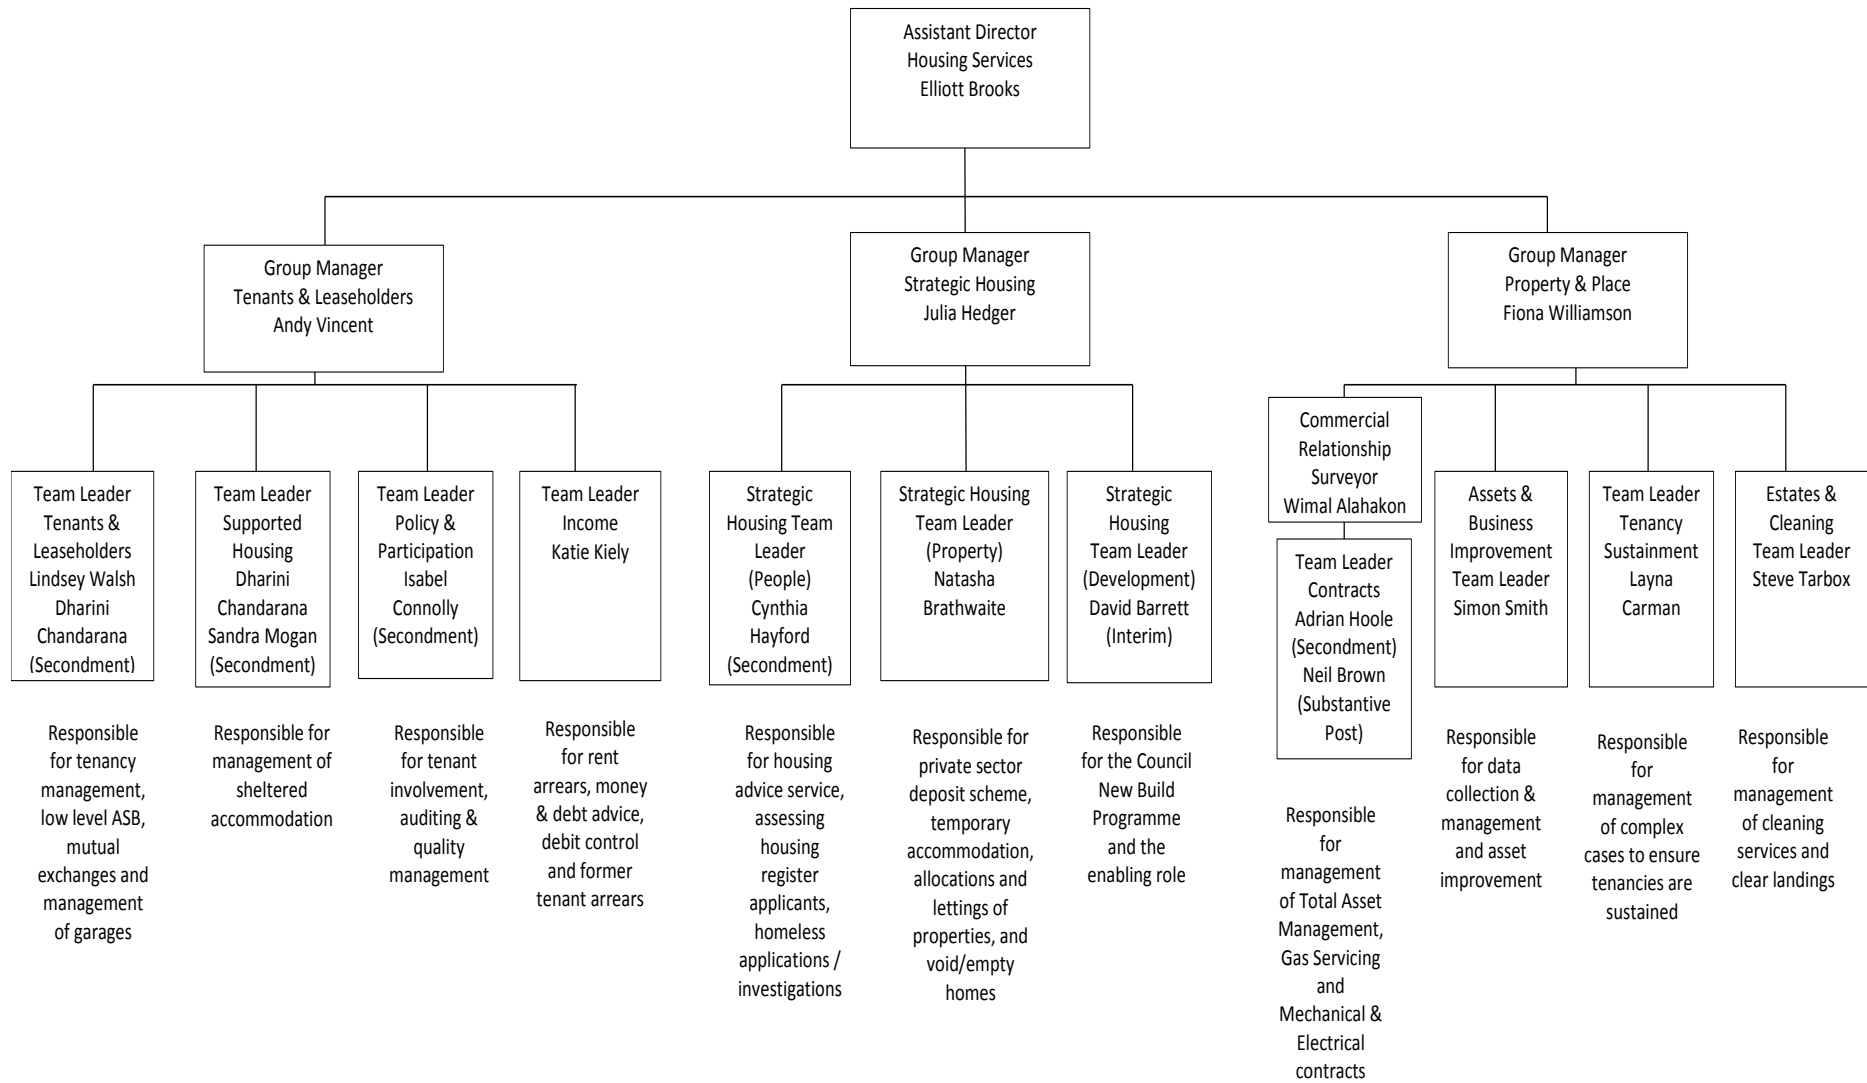 Assistant Director
Housing Services
Elliott Brooks
Group Manager
Tenants & Leaseholders
Andy Vincent
Group Manager
Strategic Housing
Julia Hedger
Group Manager
Property & Place
Fiona Williamson
Team Leader
Tenants &
Leaseholders
Lindsey Walsh
Dharini
Chandarana
(Secondment)
Team Leader
Supported
Housing
Dharini
Chandarana
Sandra Mogan
(Secondment)
Team Leader
Policy &
Participation
Isabel
Connolly
(Secondment)
Team Leader
Income
Katie Kiely
Strategic
Housing Team
Leader
(People)
Cynthia
Hayford
(Secondment)
Strategic Housing
Team Leader
(Property)
Natasha
Brathwaite
Strategic
Housing
Team Leader
(Development)
David Barrett
(Interim)
Commercial
Relationship
Surveyor
Wimal Alahakon
Team Leader
Contracts
Adrian Hoole
(Secondment)
Neil Brown
(Substantive
Post)
Assets &
Business
Improvement
Team Leader
Simon Smith
Team Leader
Tenancy
Sustainment
Layna
Carman
Estates &
Cleaning
Team Leader
Steve Tarbox
Responsible
for tenancy
management,
low level ASB,
mutual
exchanges and
management
of garages
Responsible for
management of
sheltered
accommodation
Responsible
for tenant
involvement,
auditing &
quality
management
Responsible
for rent
arrears, money
& debt advice,
debit control
and former
tenant arrears
Responsible
for housing
advice service,
assessing
housing
register
applicants,
homeless
applications /
investigations
Responsible for
private sector
deposit scheme,
temporary
accommodation,
allocations and
lettings of
properties, and
void/empty
homes
Responsible
for the Council
New Build
Programme
and the
enabling role
Responsible
for
management
of Total Asset
Management,
Gas Servicing
and
Mechanical &
Electrical
contracts
Responsible
for data
collection &
management
and asset
improvement
Responsible
for
management
of complex
cases to ensure
tenancies are
sustained
Responsible
for
management
of cleaning
services and
clear landings